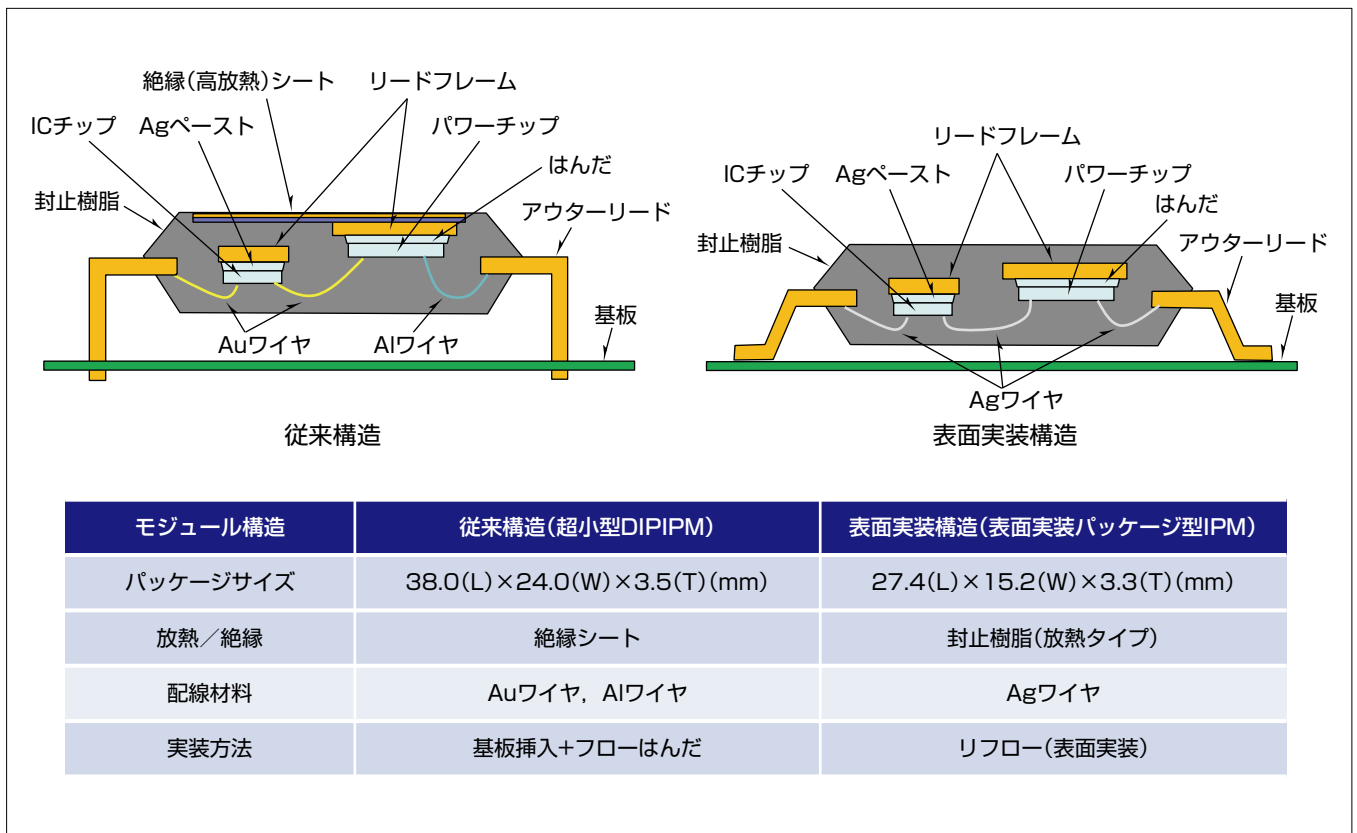 絶縁(高放熱)シート
リードフレーム
ICチップ
Agペースト
パワーチップ
はんだ
封止樹脂
アウターリード
基板
Auワイヤ
Alワイヤ
従来構造
リードフレーム
ICチップ
Agペースト
パワーチップ
はんだ
封止樹脂
アウターリード
基板
Agワイヤ
表面実装構造
モジュール構造 従来構造(超小型DIPIPM) 表面実装構造(表面実装パッケージ型IPM)
パッケージサイズ 38.0(L)×24.0(W)×3.5(T)(mm) 27.4(L)×15.2(W)×3.3(T)(mm)
放熱/絶縁 絶縁シート 封止樹脂(放熱タイプ)
配線材料 Auワイヤ,Alワイヤ Agワイヤ
実装方法 基板挿入+フローはんだ リフロー(表面実装)